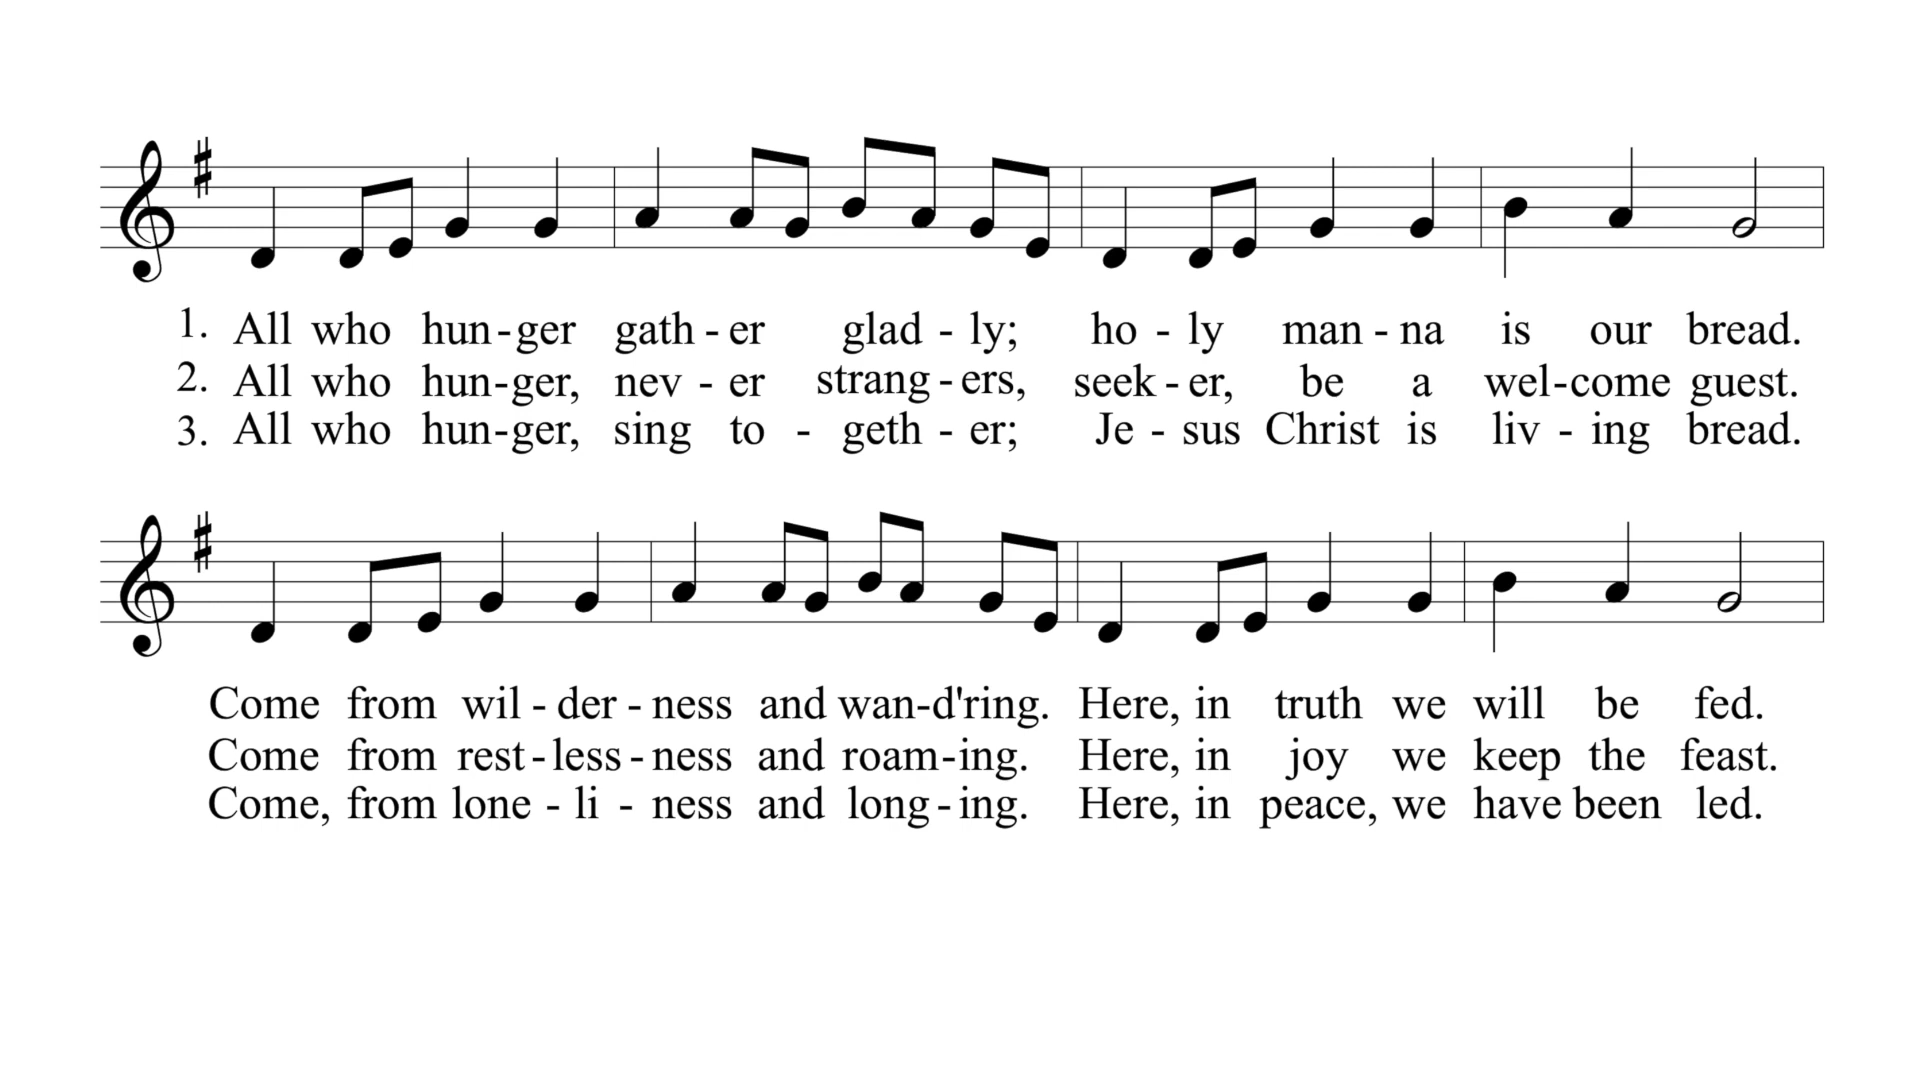 1. All who hun-ger gath - er glad - ly; ho - ly man - na is our bread.
2. All who hun-ger, nev - er strang - ers, seek - er, be a wel-come guest.
3. All who hun-ger, sing to - geth - er; Je - sus Christ is liv - ing bread.
Come from wil - der - ness and wan-d'ring. Here, in truth we will be fed.
Come from rest - less - ness and roam-ing. Here, in joy we keep the feast.
Come, from lone - li - ness and long-ing. Here, in peace, we have been led.